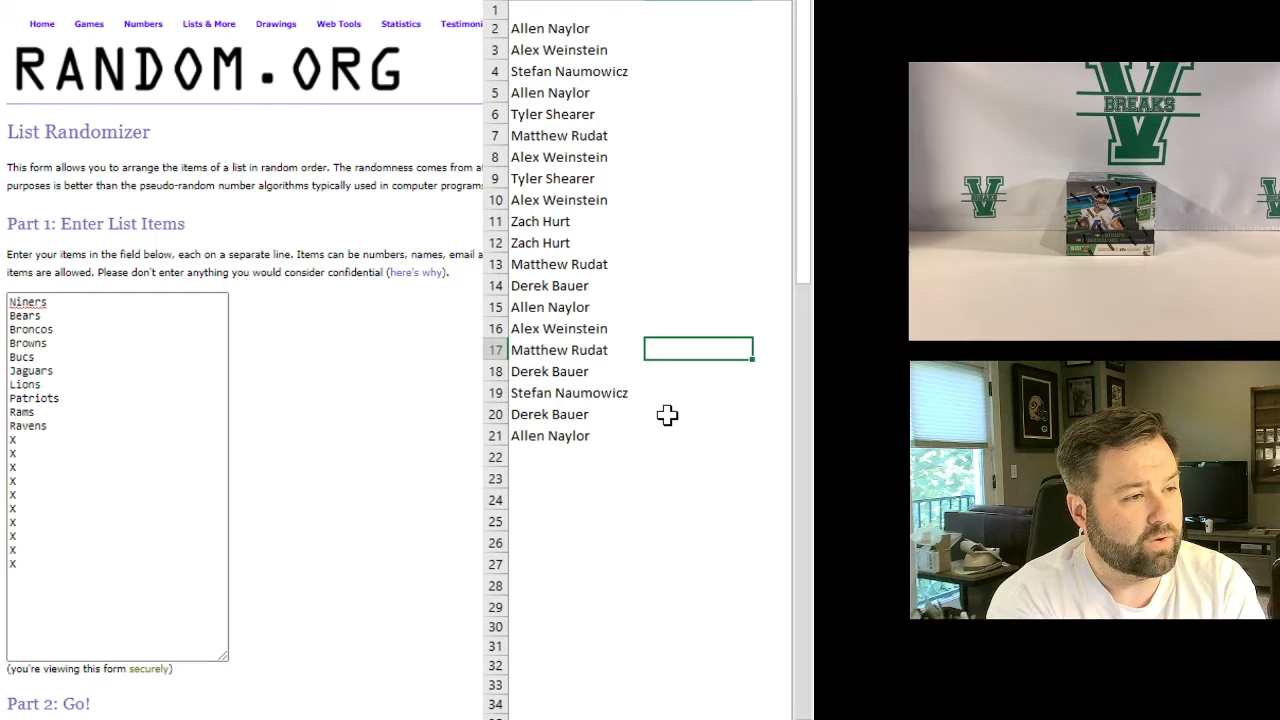 Home Games Numbers Lists & More Drawings Web Tools Statistics Testimoni
RANDOM.ORG
List Randomizer
This form allows you to arrange the items of a list in random order. The randomness comes from at
purposes is better than the pseudo-random number algorithms typically used in computer programs
Part 1: Enter List Items
Enter your items in the field below, each on a separate line. Items can be numbers, names, email a
items are allowed. Please don't enter anything you would consider confidential (here's why).
Niners
Bears
Broncos
Browns
Bucs
Jaguars
Lions
Patriots
Rams
Ravens
X
X
X
X
X
X
X
X
X
X
(you're viewing this form securely)
Part 2: Go!
1
2 Allen Naylor
3 Alex Weinstein
4 Stefan Naumowicz
5 Allen Naylor
6 Tyler Shearer
7 Matthew Rudat
8 Alex Weinstein
9 Tyler Shearer
10 Alex Weinstein
11 Zach Hurt
12 Zach Hurt
13 Matthew Rudat
14 Derek Bauer
15 Allen Naylor
16 Alex Weinstein
17 Matthew Rudat
18 Derek Bauer
19 Stefan Naumowicz
20 Derek Bauer
21 Allen Naylor
22
23
24
25
26
27
28
29
30
31
32
33
34
V
BREAKS